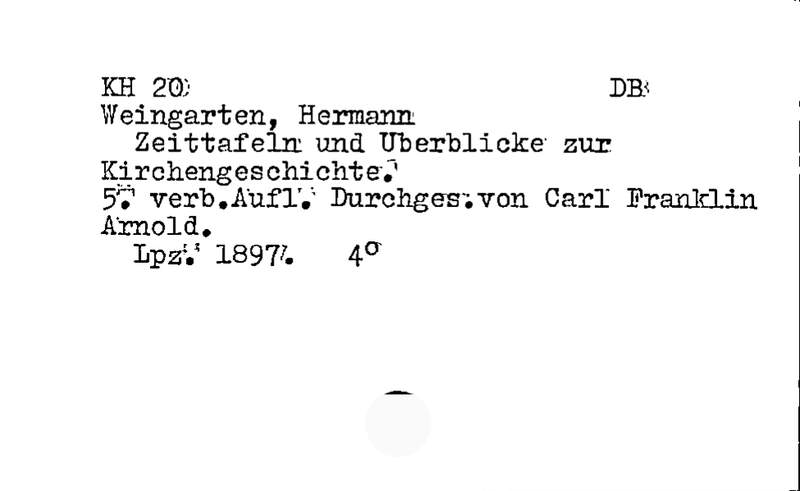 KH 20 DB
Weingarten, Hermann
Zeittafeln und Uberblicke zur
Kirchengeschichte.
5. verb.Aufl. Durchges.von Carl Franklin
Arnold.
Lpz. 1897. 4°